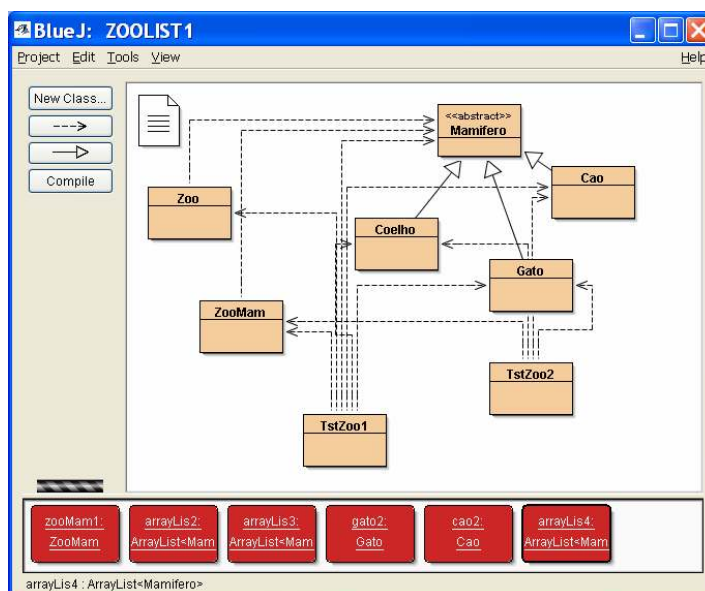 BlueJ: ZOOLIST1
Project Edit Tools View Help
New Class...
Compile
<<abstract>>
Mamifero
Zoo
Cao
Coelho
Gato
ZooMam
TstZoo2
TstZoo1
zooMam1:
ZooMam
arrayLis2:
ArrayList<Mam
arrayLis3:
ArrayList<Mam
gato2:
Gato
cao2:
Cao
arrayLis4:
ArrayList<Mam
arrayLis4 : ArrayList<Mamifero>